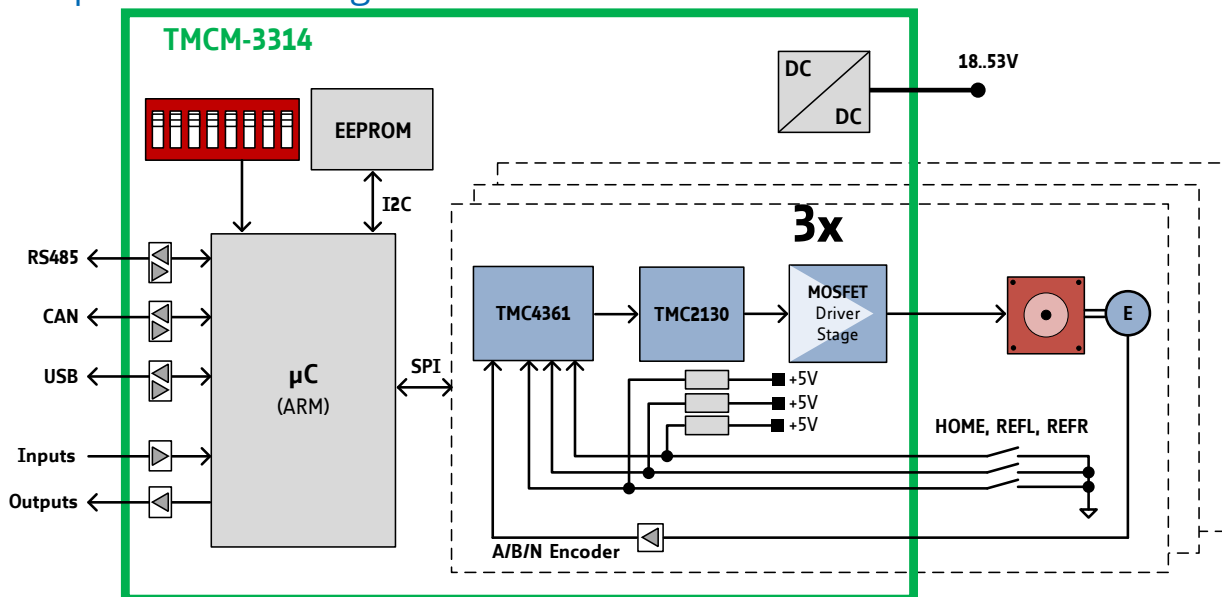 TMCM-3314
DC
DC
18..53V
EEPROM
I2C
3x
RS485
CAN
USB
Inputs
Outputs
µC
(ARM)
SPI
TMC4361
TMC2130
MOSFET
Driver
Stage
E
+5V
+5V
+5V
HOME, REFL, REFR
A/B/N Encoder